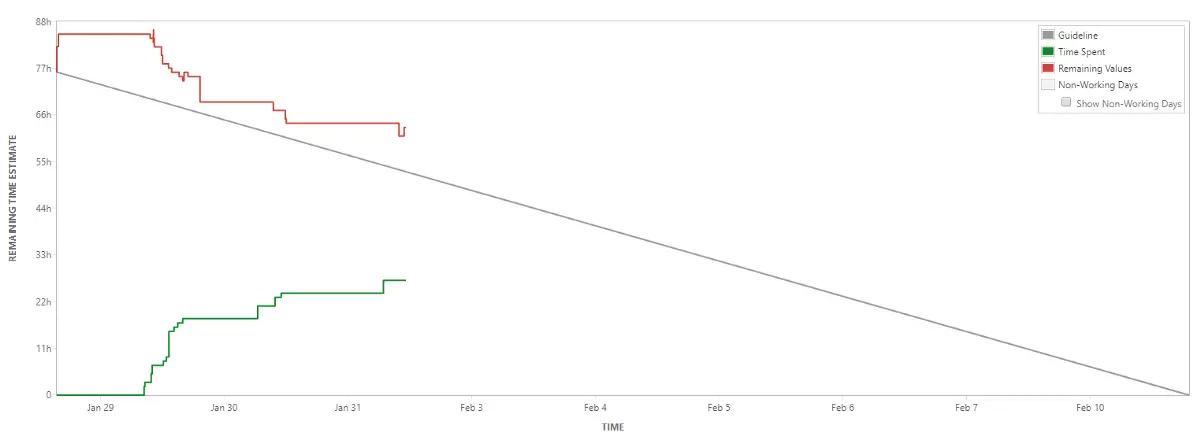 88h
77h
66h
55h
44h
33h
22h
11h
0
REMAINING TIME ESTIMATE
Guideline
Time Spent
Remaining Values
Non-Working Days
Show Non-Working Days
Jan 29 Jan 30 Jan 31 Feb 3 Feb 4 Feb 5 Feb 6 Feb 7 Feb 10
TIME